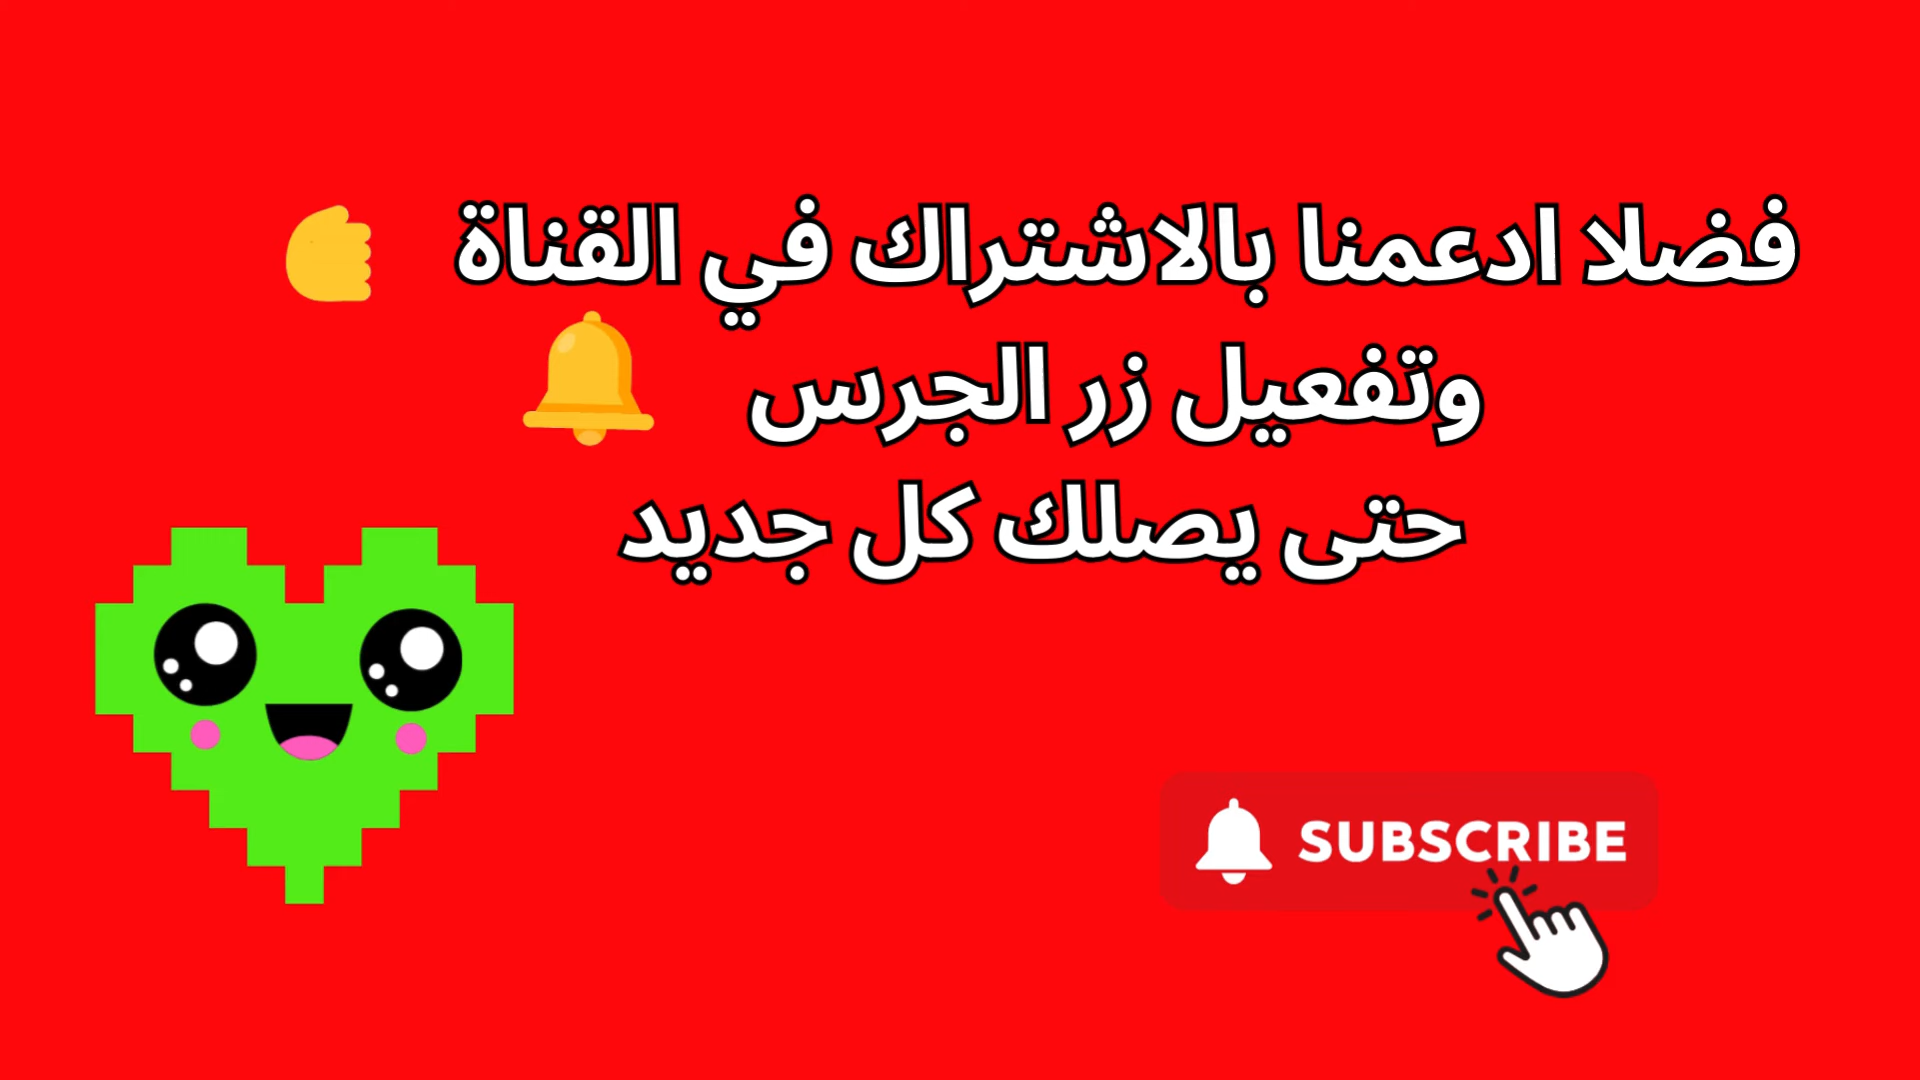 فضلا ادعمنا بالاشتراك في القناة
وتفعيل زر الجرس
حتى يصلك كل جديد
SUBSCRIBE